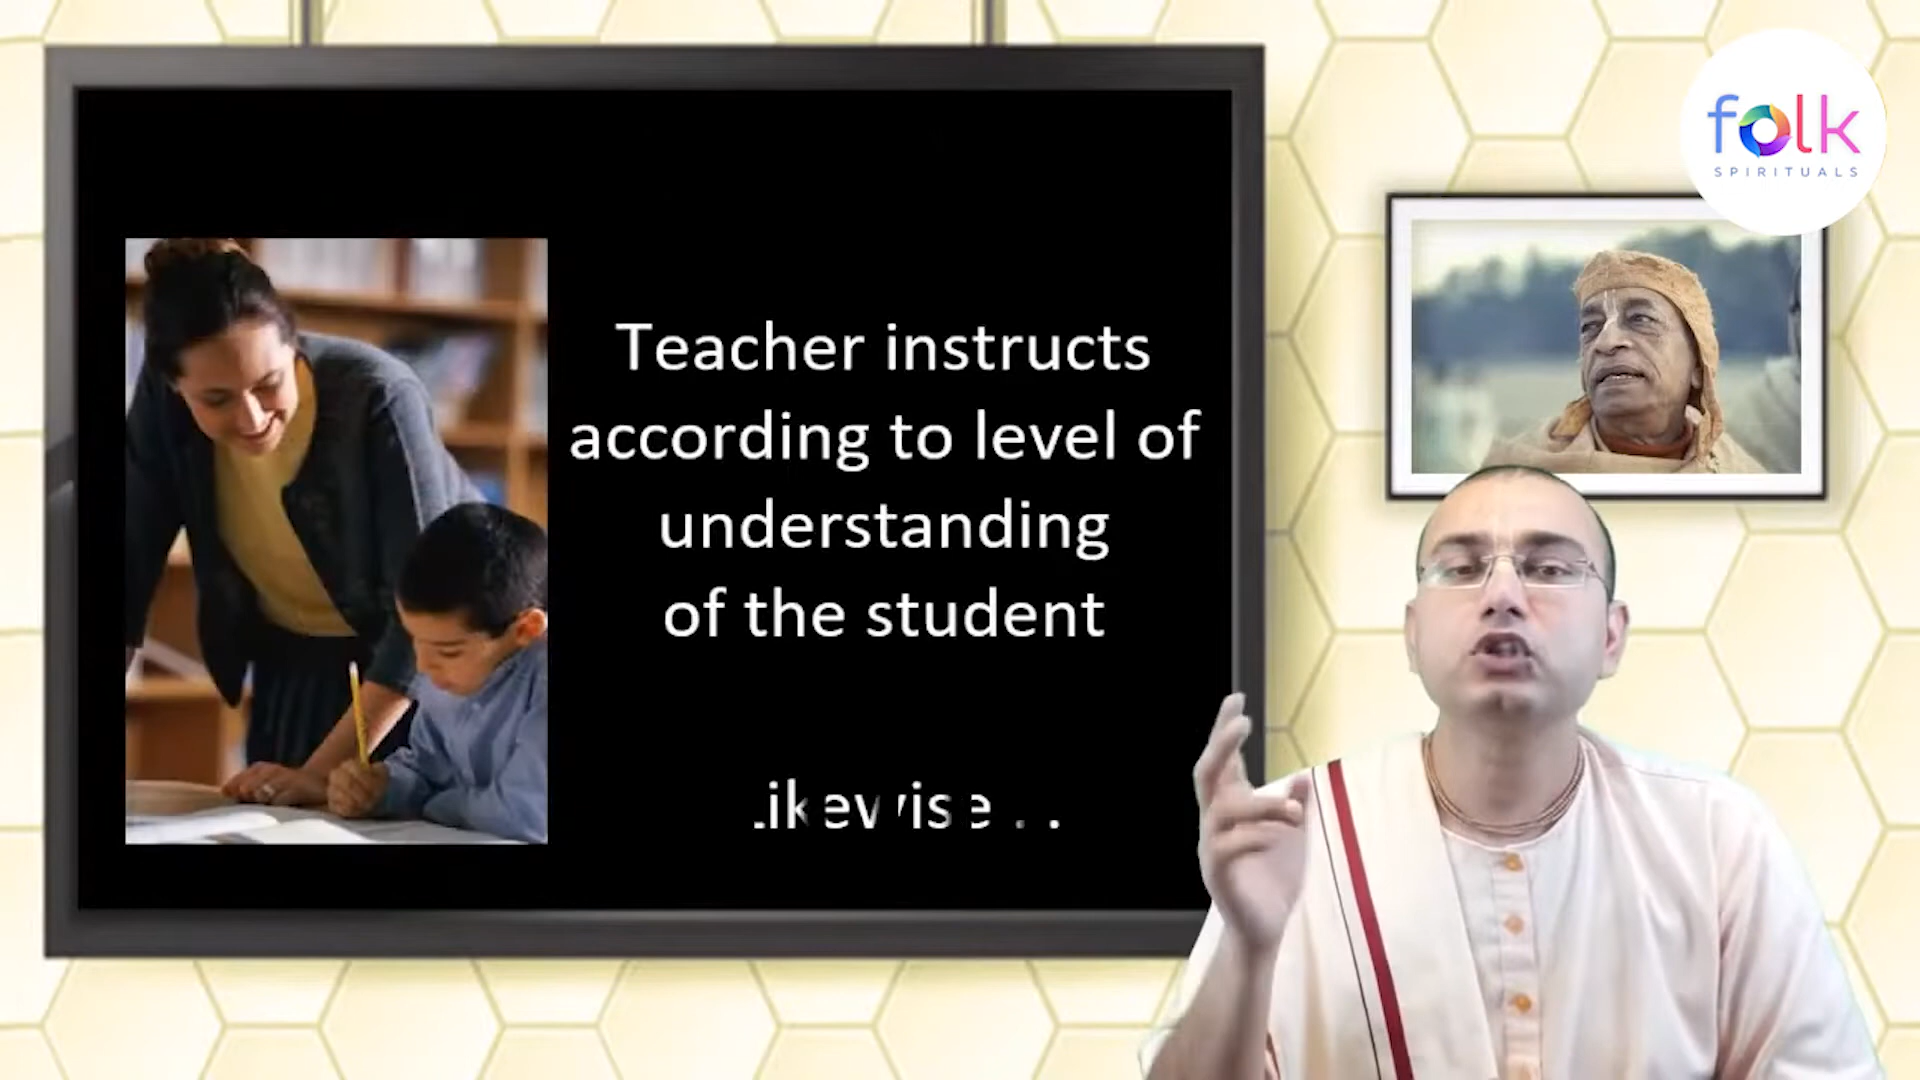 folk
SPIRITUALS
Teacher instructs
according to level of
understanding
of the student